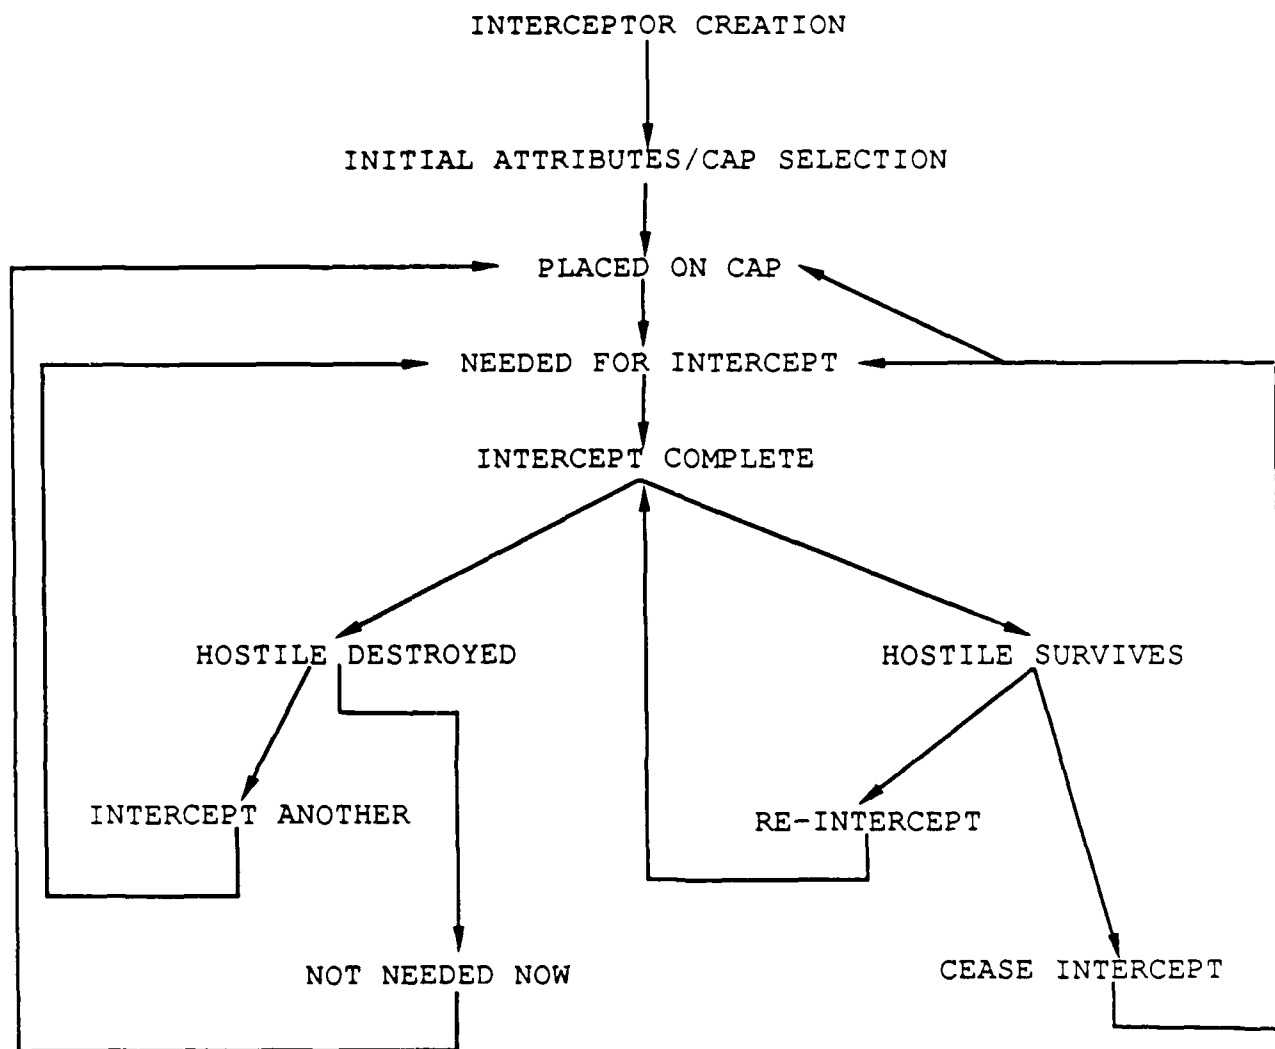 INTERCEPTOR CREATION
INITIAL ATTRIBUTES/CAP SELECTION
PLACED ON CAP
NEEDED FOR INTERCEPT
INTERCEPT COMPLETE
HOSTILE DESTROYED
HOSTILE SURVIVES
INTERCEPT ANOTHER
RE-INTERCEPT
NOT NEEDED NOW
CEASE INTERCEPT